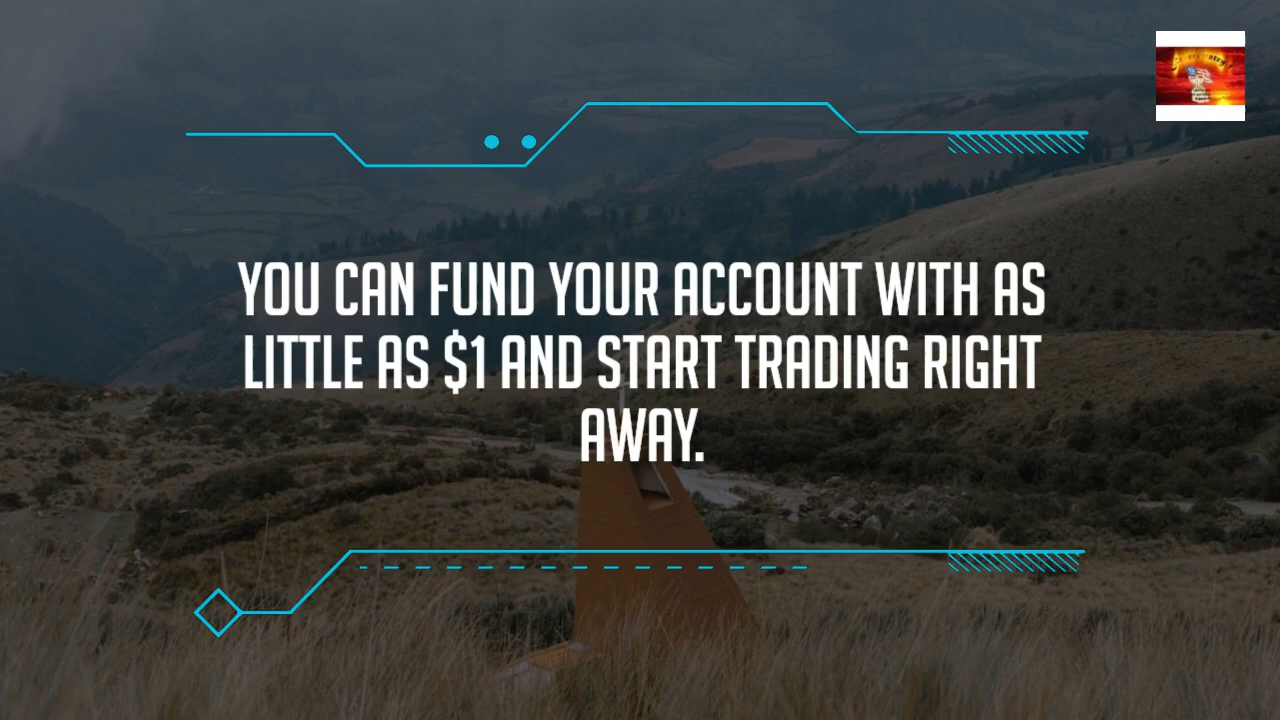 YOU CAN FUND YOUR ACCOUNT WITH AS
LITTLE AS $1 AND START TRADING RIGHT
AWAY.